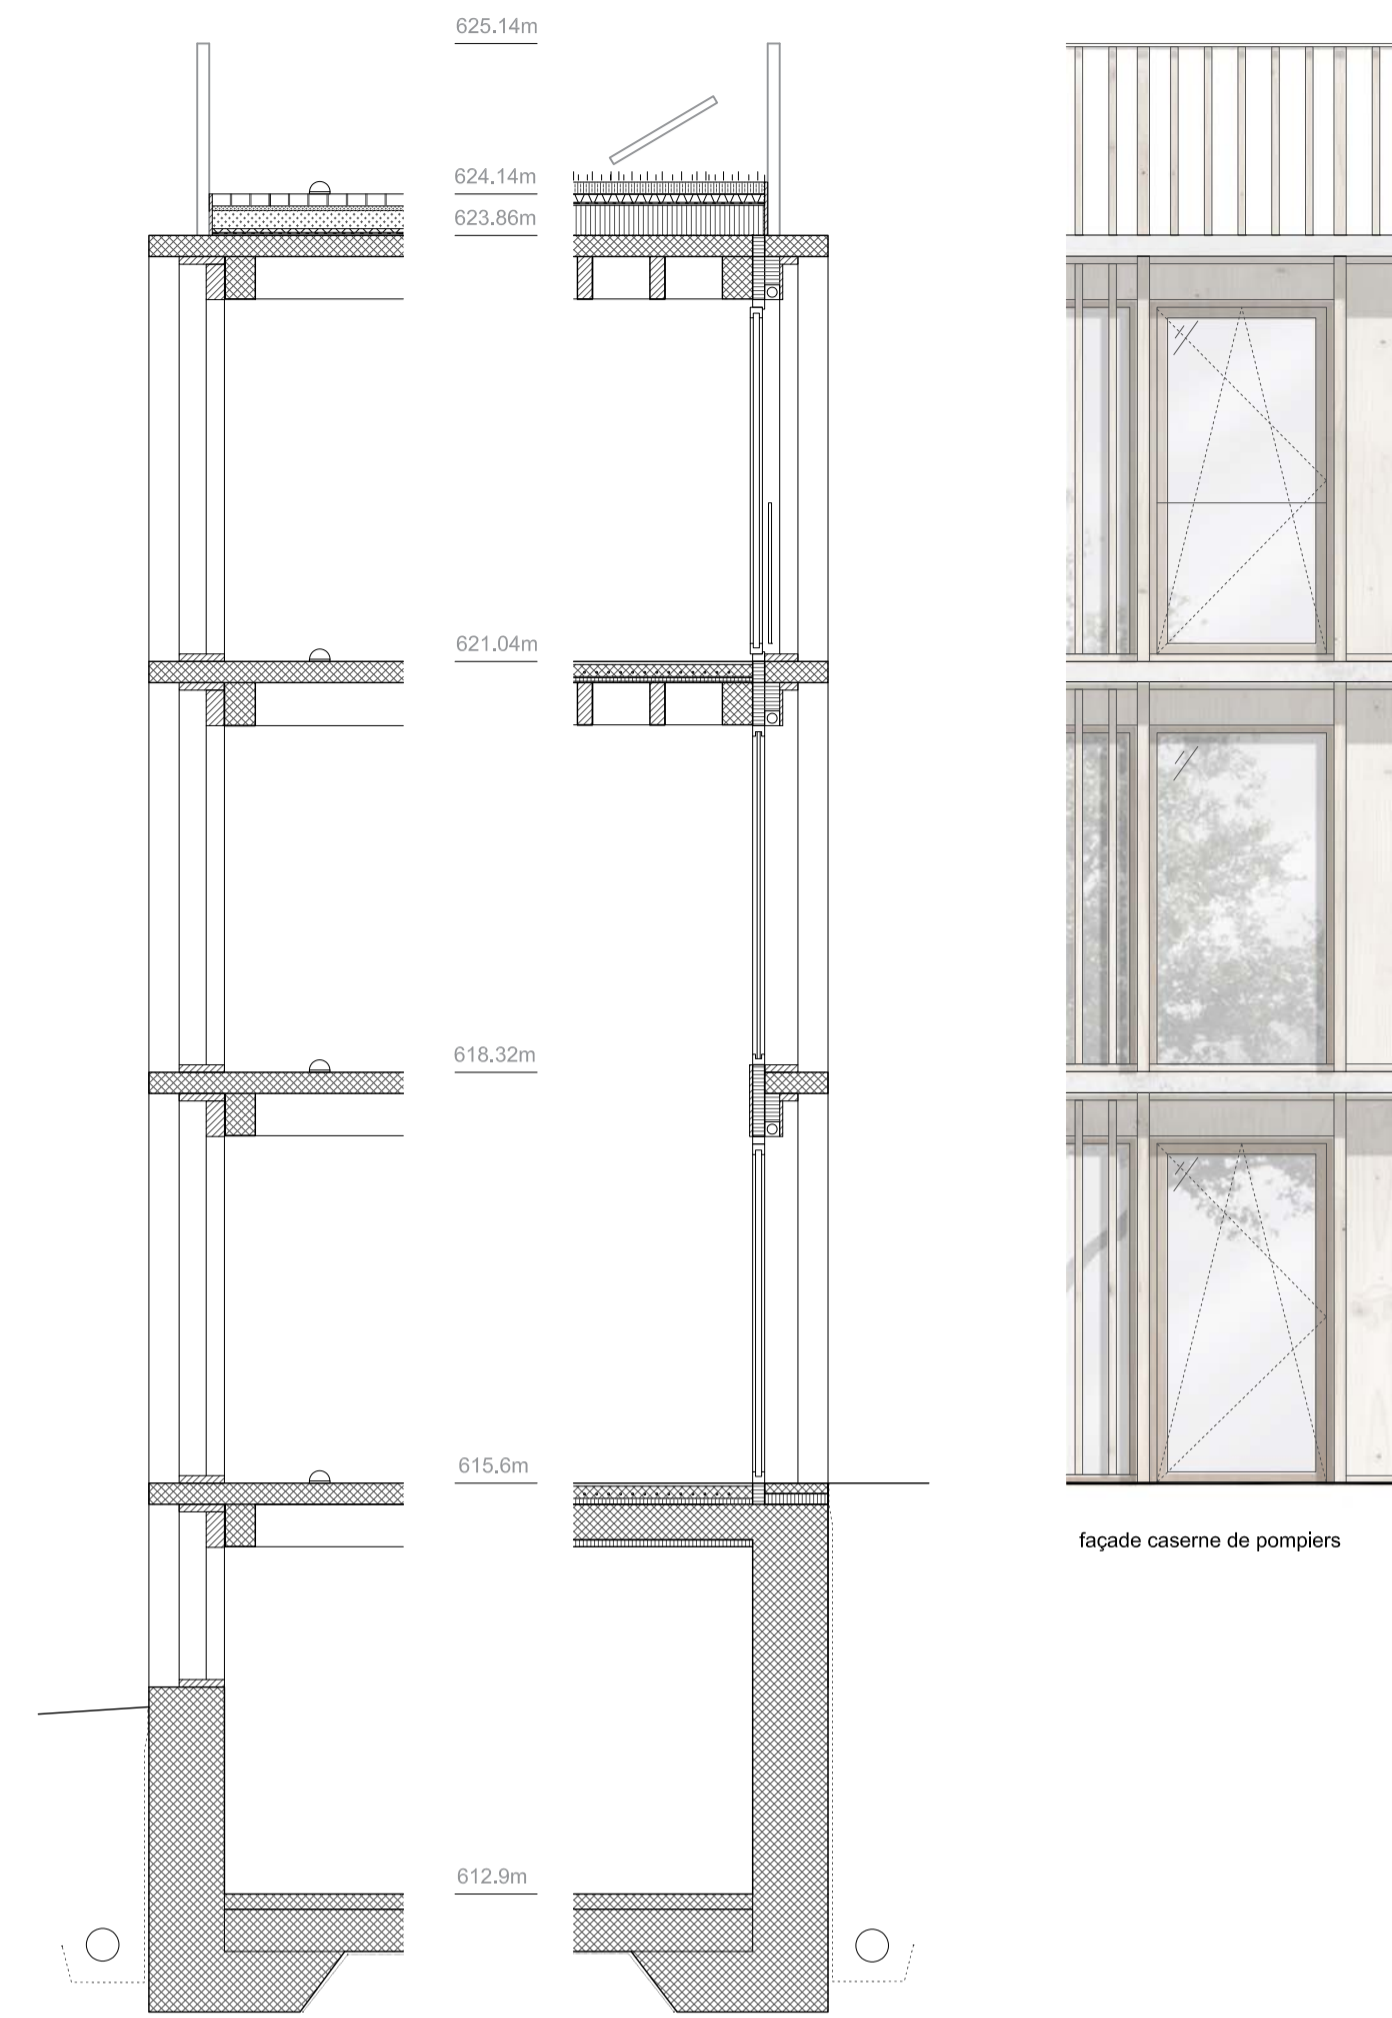 625.14m
624.14m
623.86m
621.04m
618.32m
615.6m
façade caserne de pompiers
612.9m